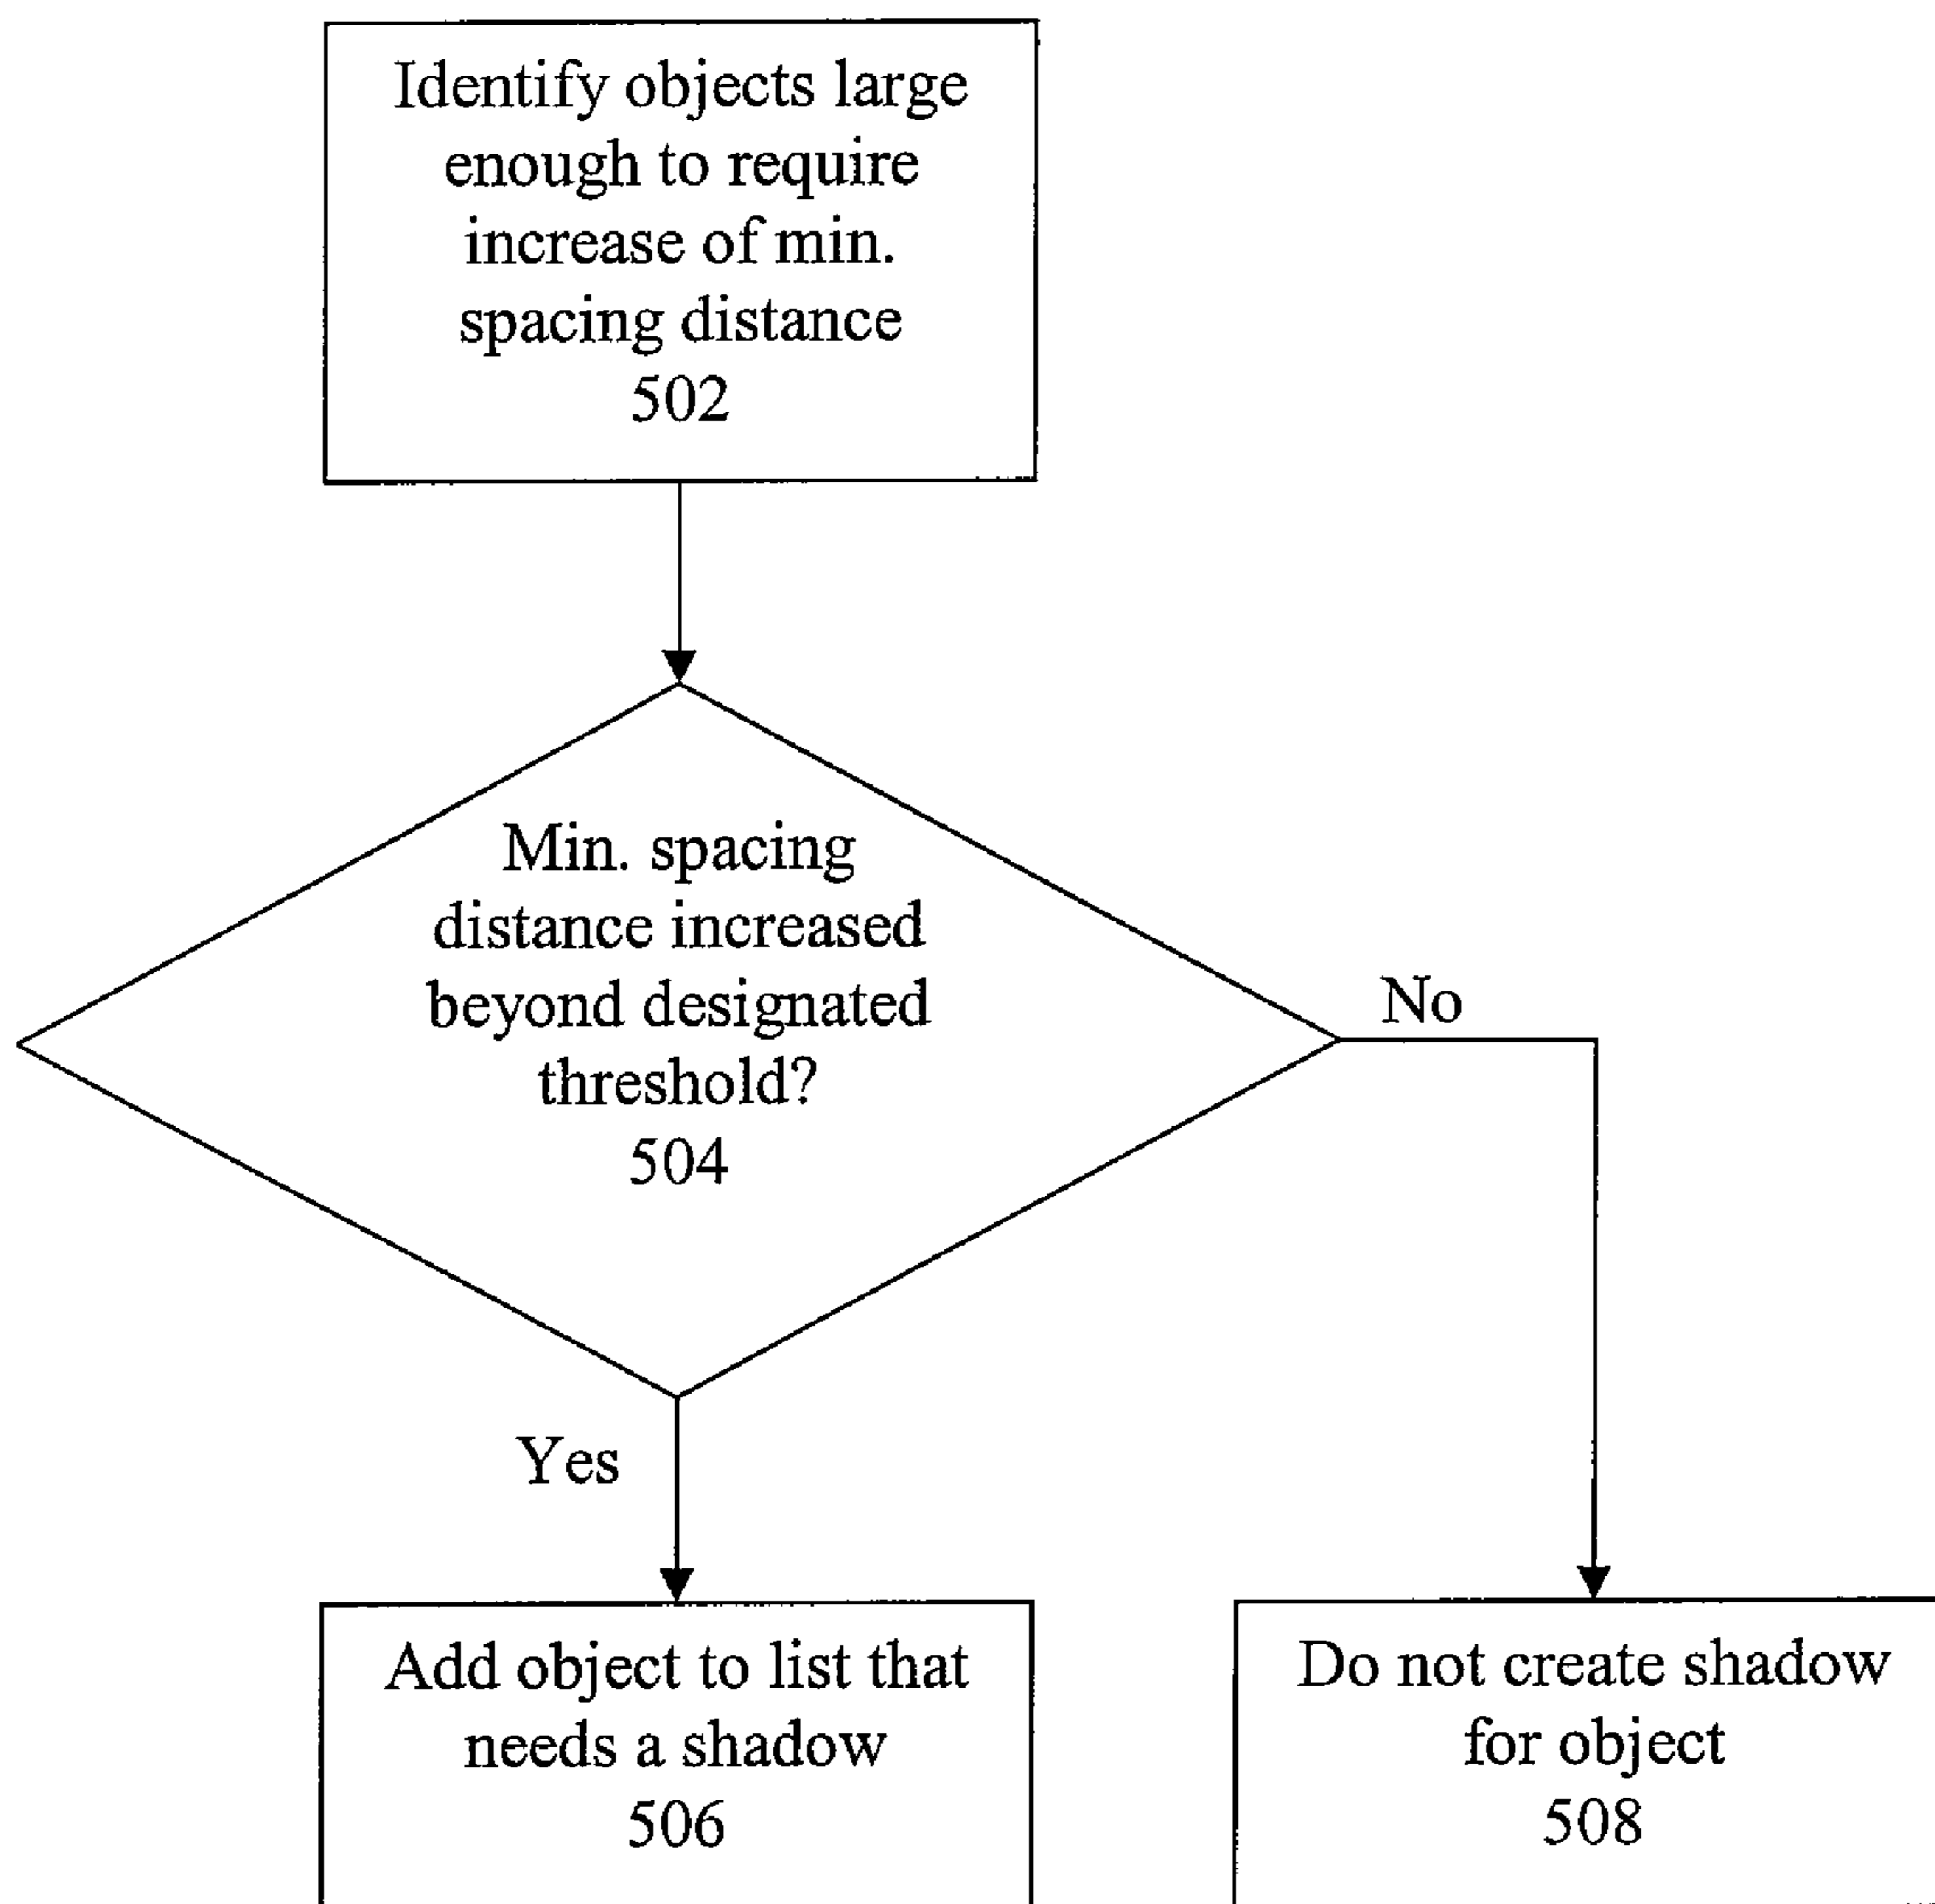 Identify objects large
enough to require
increase of min.
spacing distance
502
Min. spacing
distance increased
beyond designated
threshold?
504
No
Yes
Add object to list that
needs a shadow
506
Do not create shadow
for object
508